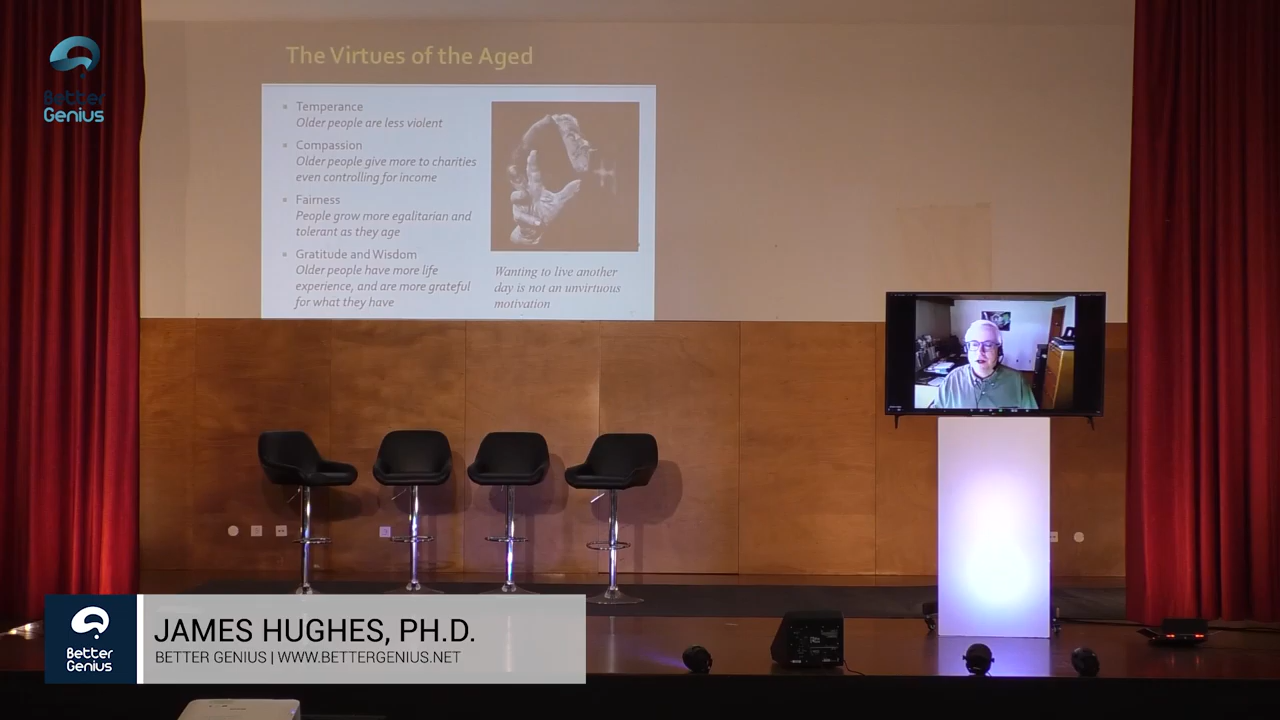 Better
Genius
The Virtues of the Aged
Temperance
Older people are less violent
Compassion
Older people give more to charities
even controlling for income
Fairness
People grow more egalitarian and
tolerant as they age
Gratitude and Wisdom
Older people have more life
experience, and are more grateful
for what they have
Wanting to live another
day is not an unvirtuous
motivation
Better
Genius
JAMES HUGHES, PH.D.
BETTER GENIUS | WWW.BETTERGENIUS.NET